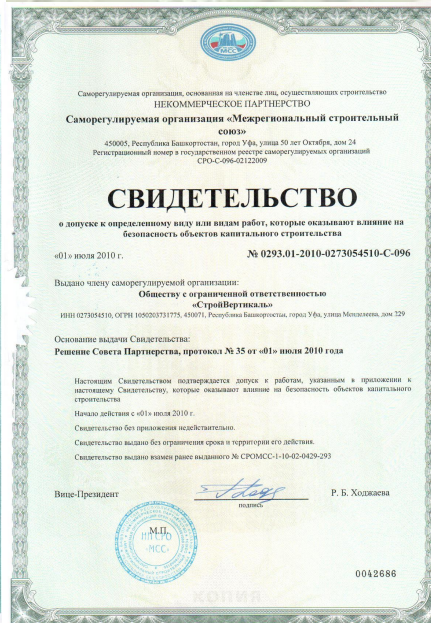 МСС
Саморегулируемая организация, основанная на членстве лиц, осуществляющих строительство
НЕКОММЕРЧЕСКОЕ ПАРТНЕРСТВО
Саморегулируемая организация «Межрегиональный строительный
союз»
450005, Республика Башкортостан, город Уфа, улица 50 лет Октября, дом 24
Регистрационный номер в государственном реестре саморегулируемых организаций
СРО-С-096-02122009
СВИДЕТЕЛЬСТВО
о допуске к определенному виду или видам работ, которые оказывают влияние на
безопасность объектов капитального строительства
«01» июля 2010 г. № 0293.01-2010-0273054510-С-096
Выдано члену саморегулируемой организации:
Обществу с ограниченной ответственностью
«СтройВертикаль»
ИНН 0273054510, ОГРН 1050203731775, 450071, Республика Башкортостан, город Уфа, улица Менделеева, дом 229
Основание выдачи Свидетельства:
Решение Совета Партнерства, протокол № 35 от «01» июля 2010 года
Настоящим Свидетельством подтверждается допуск к работам, указанным в приложении к
настоящему Свидетельству, которые оказывают влияние на безопасность объектов капитального
строительства
Начало действия с «01» июля 2010 г.
Свидетельство без приложения недействительно.
Свидетельство выдано без ограничения срока и территории его действия.
Свидетельство выдано взамен ранее выданного № СРОМСС-1-10-02-0429-293
Вице-Президент Р. Б. Ходжаева
подпись
М.П.
НП СРО
«МСС»
0042686
КОПИЯ